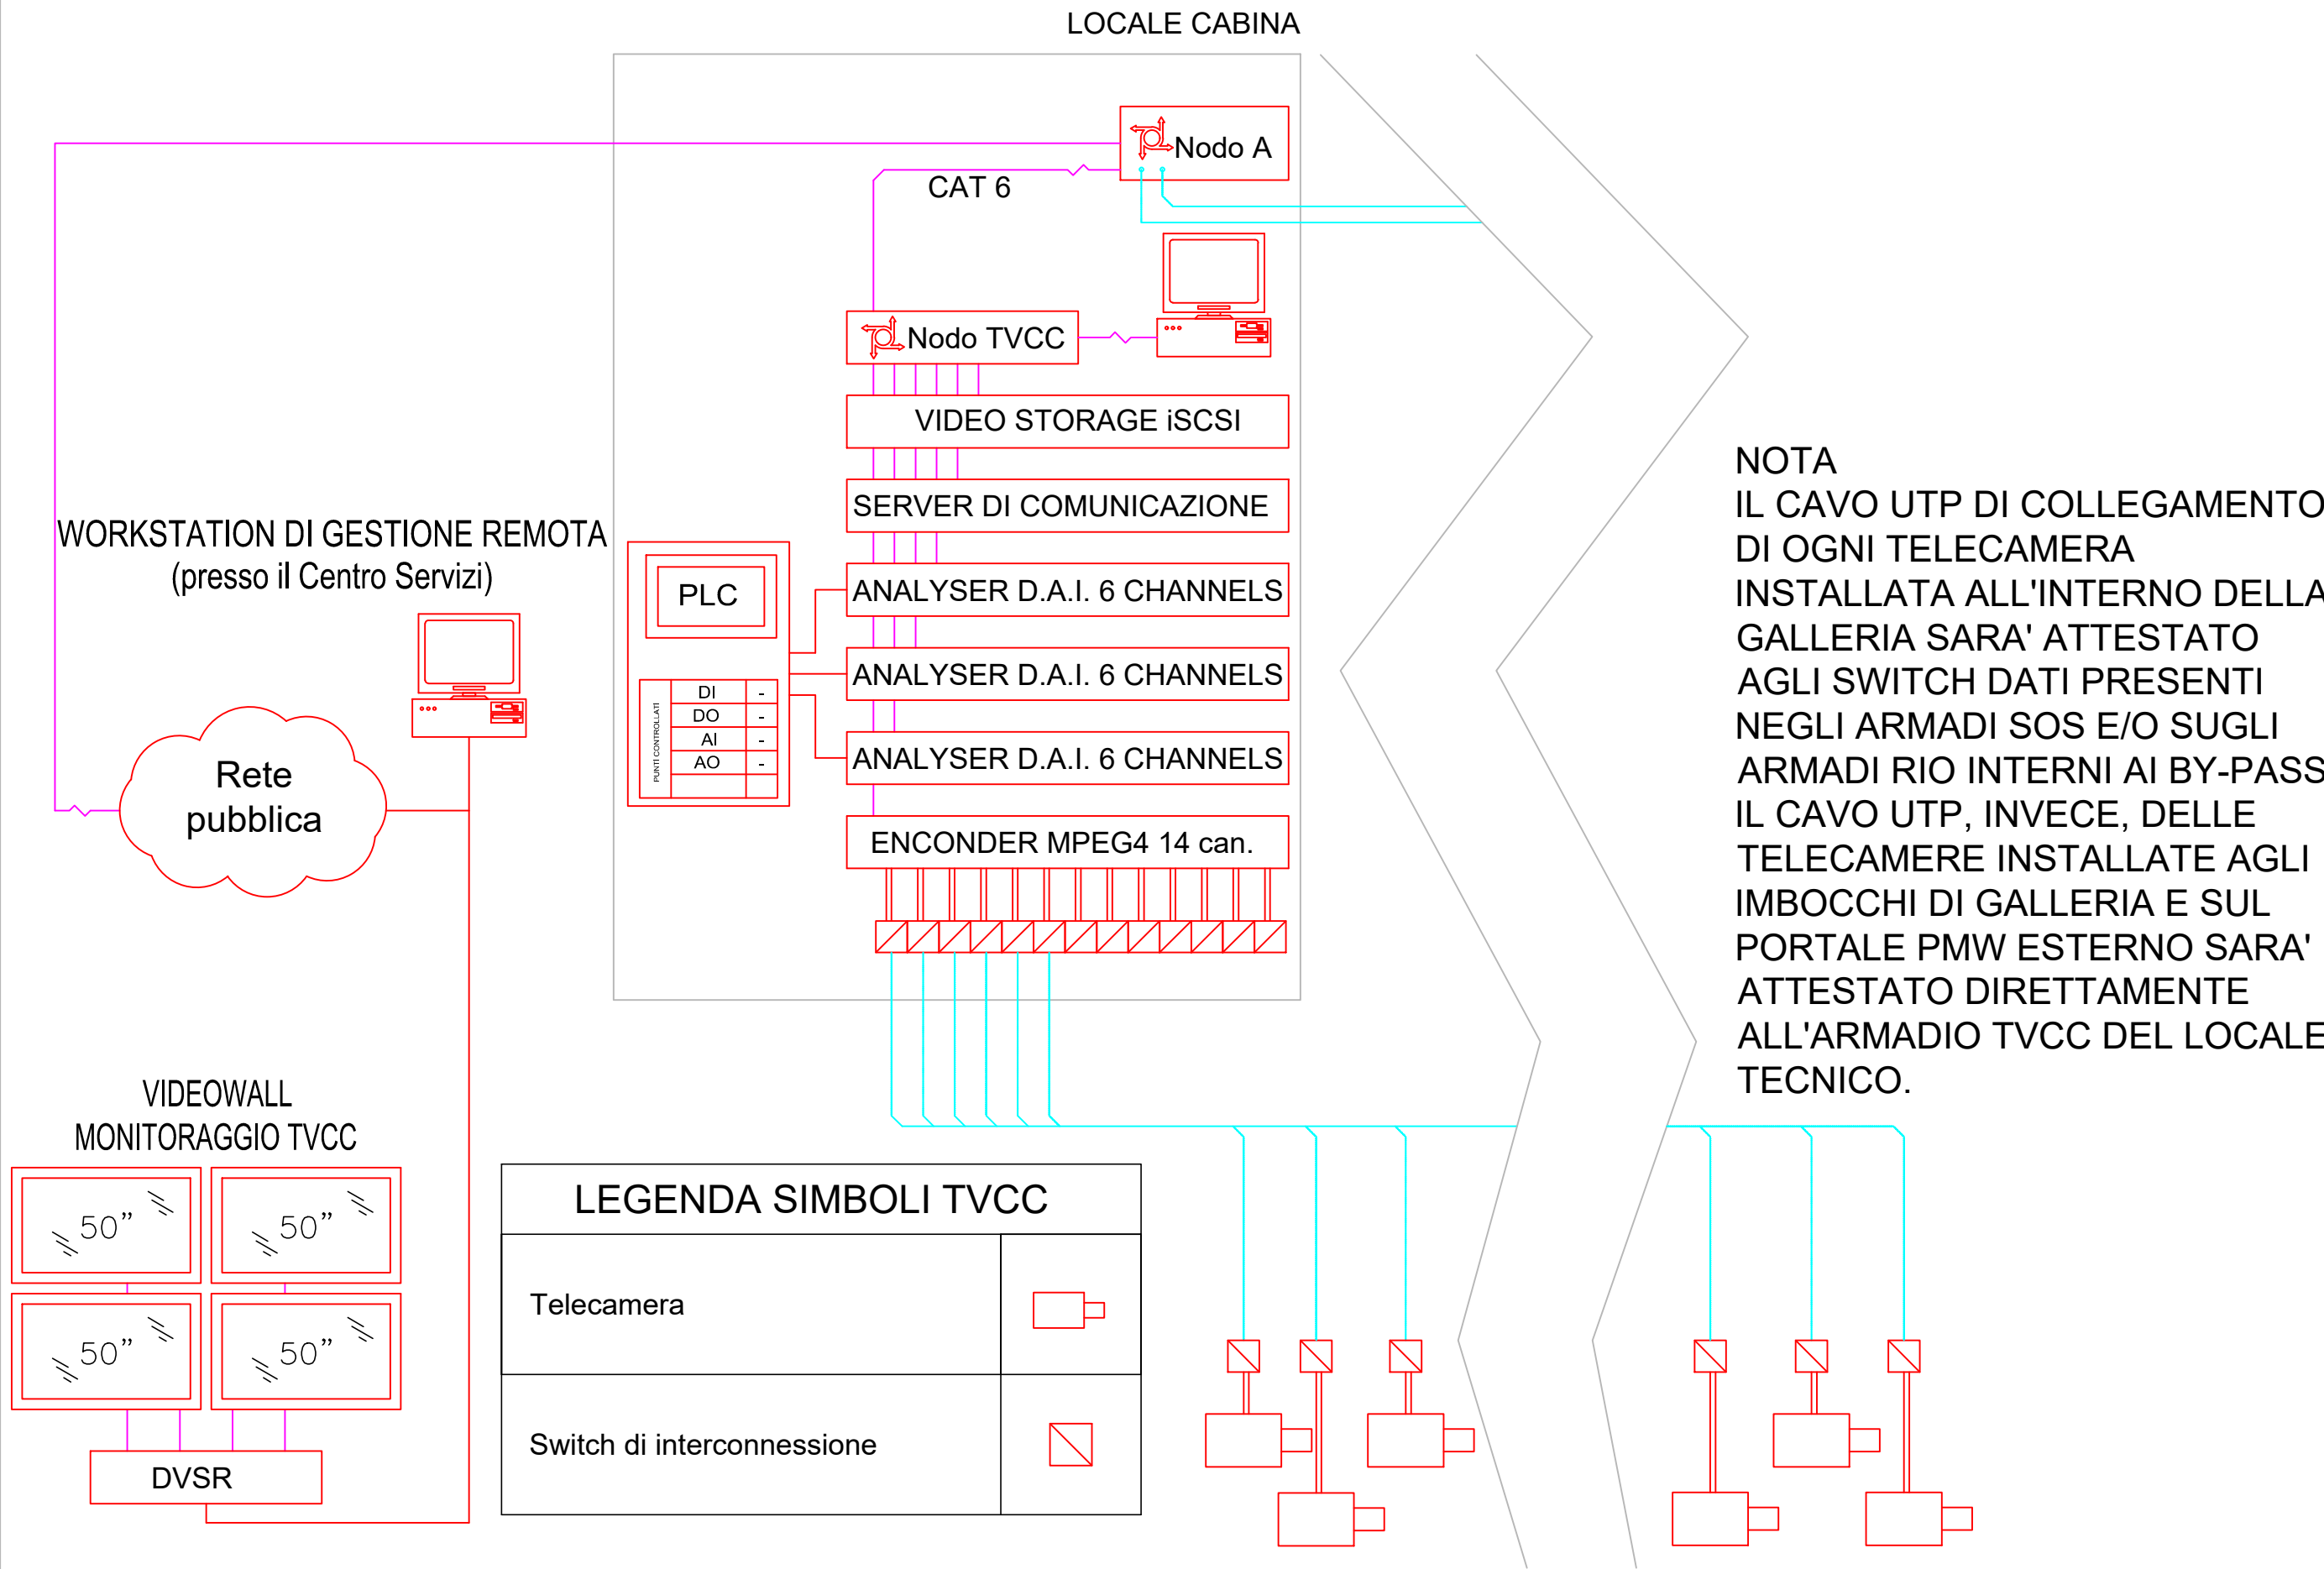 LOCALE CABINA
Nodo A
CAT 6
Nodo TVCC
VIDEO STORAGE iSCSI
SERVER DI COMUNICAZIONE
ANALYSER D.A.I. 6 CHANNELS
ANALYSER D.A.I. 6 CHANNELS
ANALYSER D.A.I. 6 CHANNELS
ENCONDER MPEG4 14 can.
PLC
PUNTI CONTROLLATI
DI -
DO -
AI -
AO -
WORKSTATION DI GESTIONE REMOTA
(presso il Centro Servizi)
Rete
pubblica
VIDEOWALL
MONITORAGGIO TVCC
50”
50”
50”
50”
DVSR
LEGENDA SIMBOLI TVCC
Telecamera
Switch di interconnessione
NOTA
IL CAVO UTP DI COLLEGAMENTO
DI OGNI TELECAMERA
INSTALLATA ALL'INTERNO DELLA
GALLERIA SARA' ATTESTATO
AGLI SWITCH DATI PRESENTI
NEGLI ARMADI SOS E/O SUGLI
ARMADI RIO INTERNI AI BY-PASS
IL CAVO UTP, INVECE, DELLE
TELECAMERE INSTALLATE AGLI
IMBOCCHI DI GALLERIA E SUL
PORTALE PMW ESTERNO SARA'
ATTESTATO DIRETTAMENTE
ALL'ARMADIO TVCC DEL LOCALE
TECNICO.